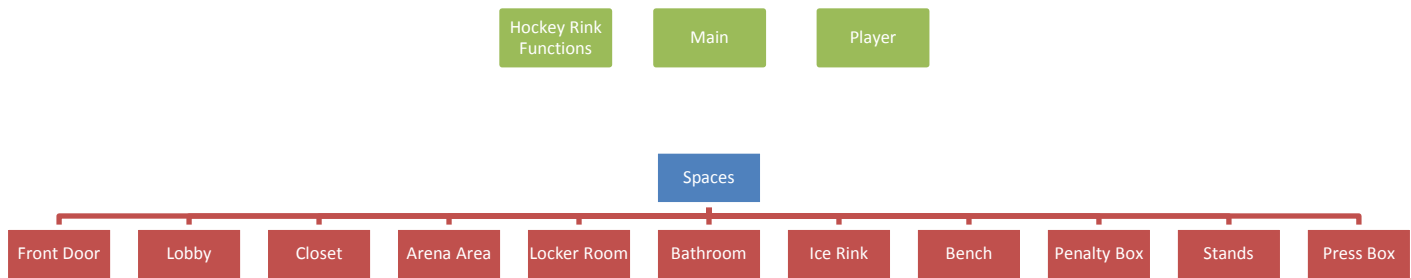 Hockey Rink
Functions
Main
Player
Spaces
Front Door
Lobby
Closet
Arena Area
Locker Room
Bathroom
Ice Rink
Bench
Penalty Box
Stands
Press Box